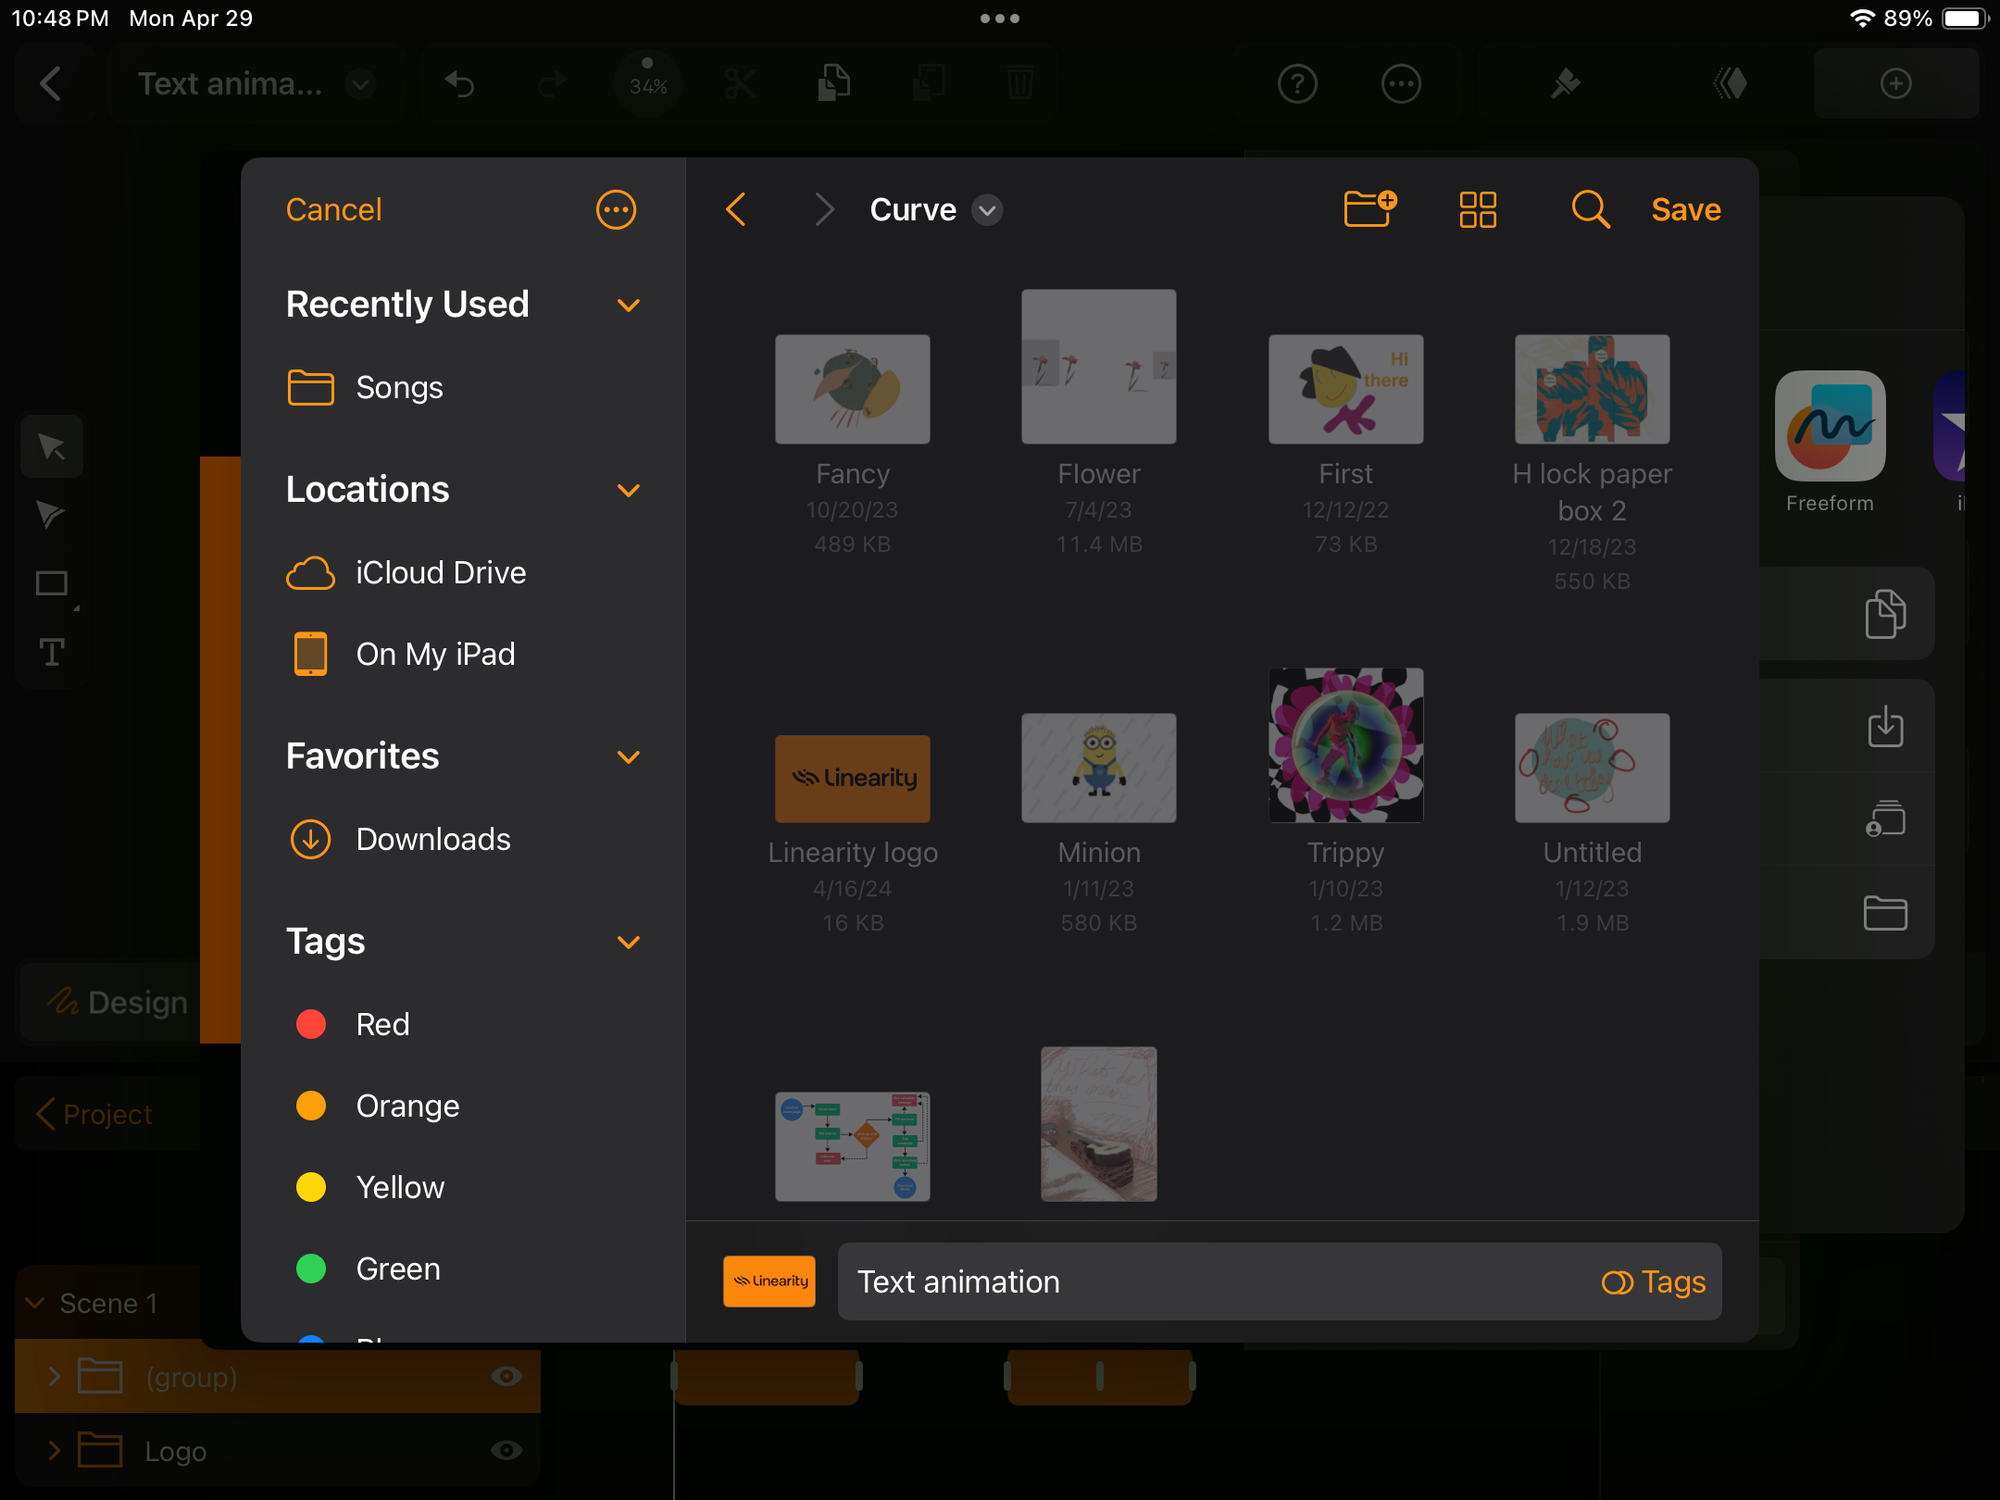 10:48 PM Mon Apr 29
89%
Text anima...
34%
Cancel
Curve
Save
Recently Used
Songs
Locations
iCloud Drive
On My iPad
Favorites
Downloads
Tags
Red
Orange
Yellow
Green
Hi
there
Fancy
10/20/23
489 KB
Flower
7/4/23
11.4 MB
First
12/12/22
73 KB
H lock paper
box 2
12/18/23
550 KB
Linearity
Linearity logo
4/16/24
16 KB
Minion
1/11/23
580 KB
Trippy
1/10/23
1.2 MB
Untitled
1/12/23
1.9 MB
Linearity
Text animation
Tags
Freeform
Design
Project
Scene 1
(group)
Logo